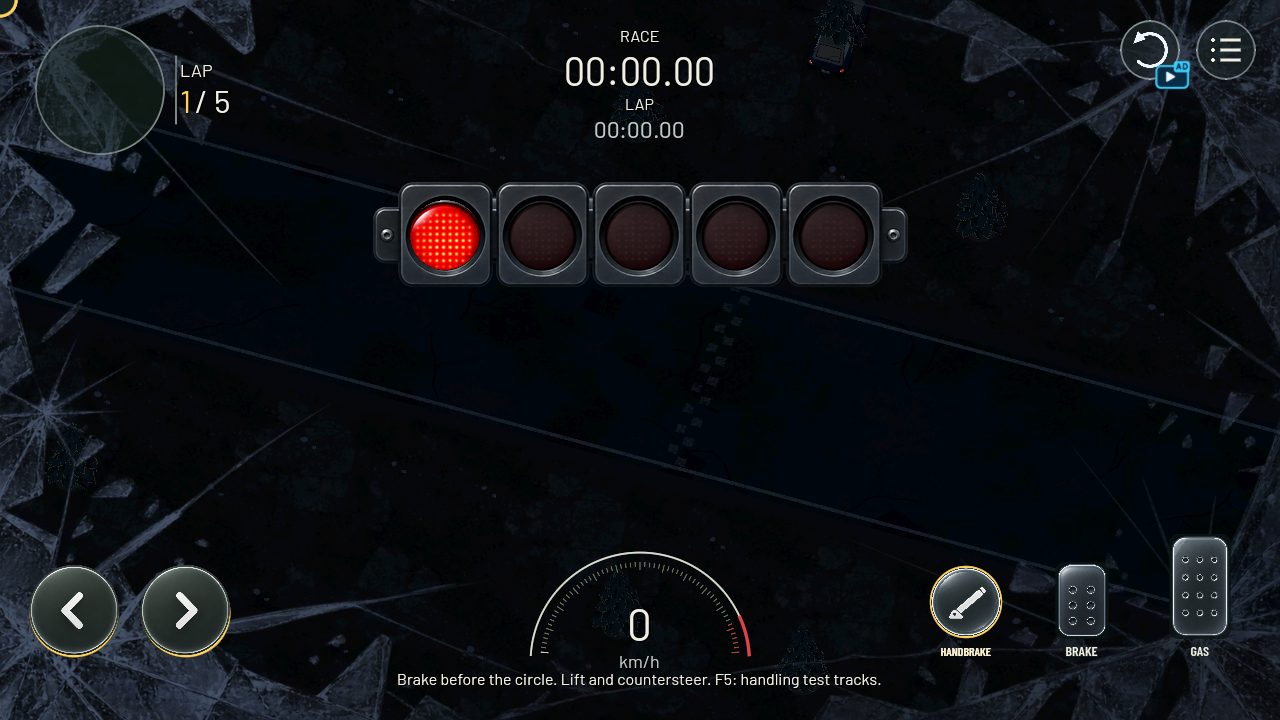 RACE
00:00.00
LAP
00:00.00
LAP
1/ 5
AD
0
km/h
Brake before the circle. Lift and countersteer. F5: handling test tracks.
HANDBRAKE
BRAKE
GAS